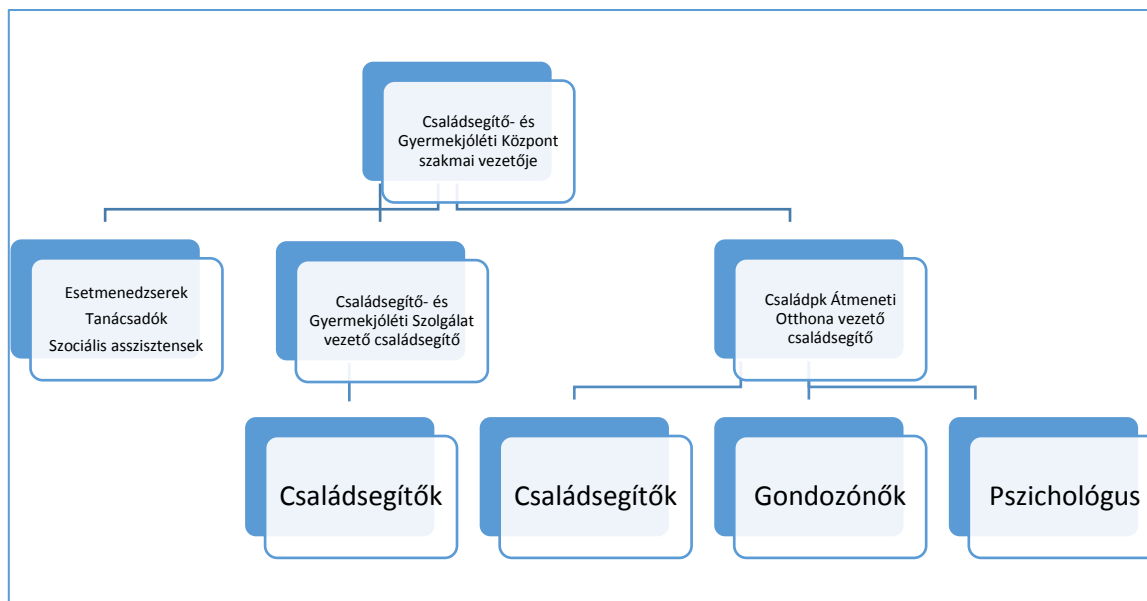 Családsegítő- és
Gyermekjóléti Központ
szakmai vezetője
Esetmenedzserek
Tanácsadók
Szociális asszisztensek
Családsegítő- és
Gyermekjóléti Szolgálat
vezető családsegítő
Családpk Átmeneti
Otthona vezető
családsegítő
Családsegítők
Családsegítők
Gondozónők
Pszichológus